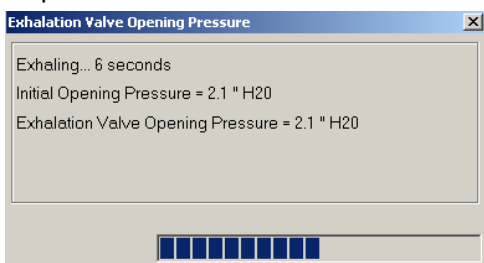 Exhalation Valve Opening Pressure
Exhaling... 6 seconds
Initial Opening Pressure = 2.1 " H20
Exhalation Valve Opening Pressure = 2.1 " H20